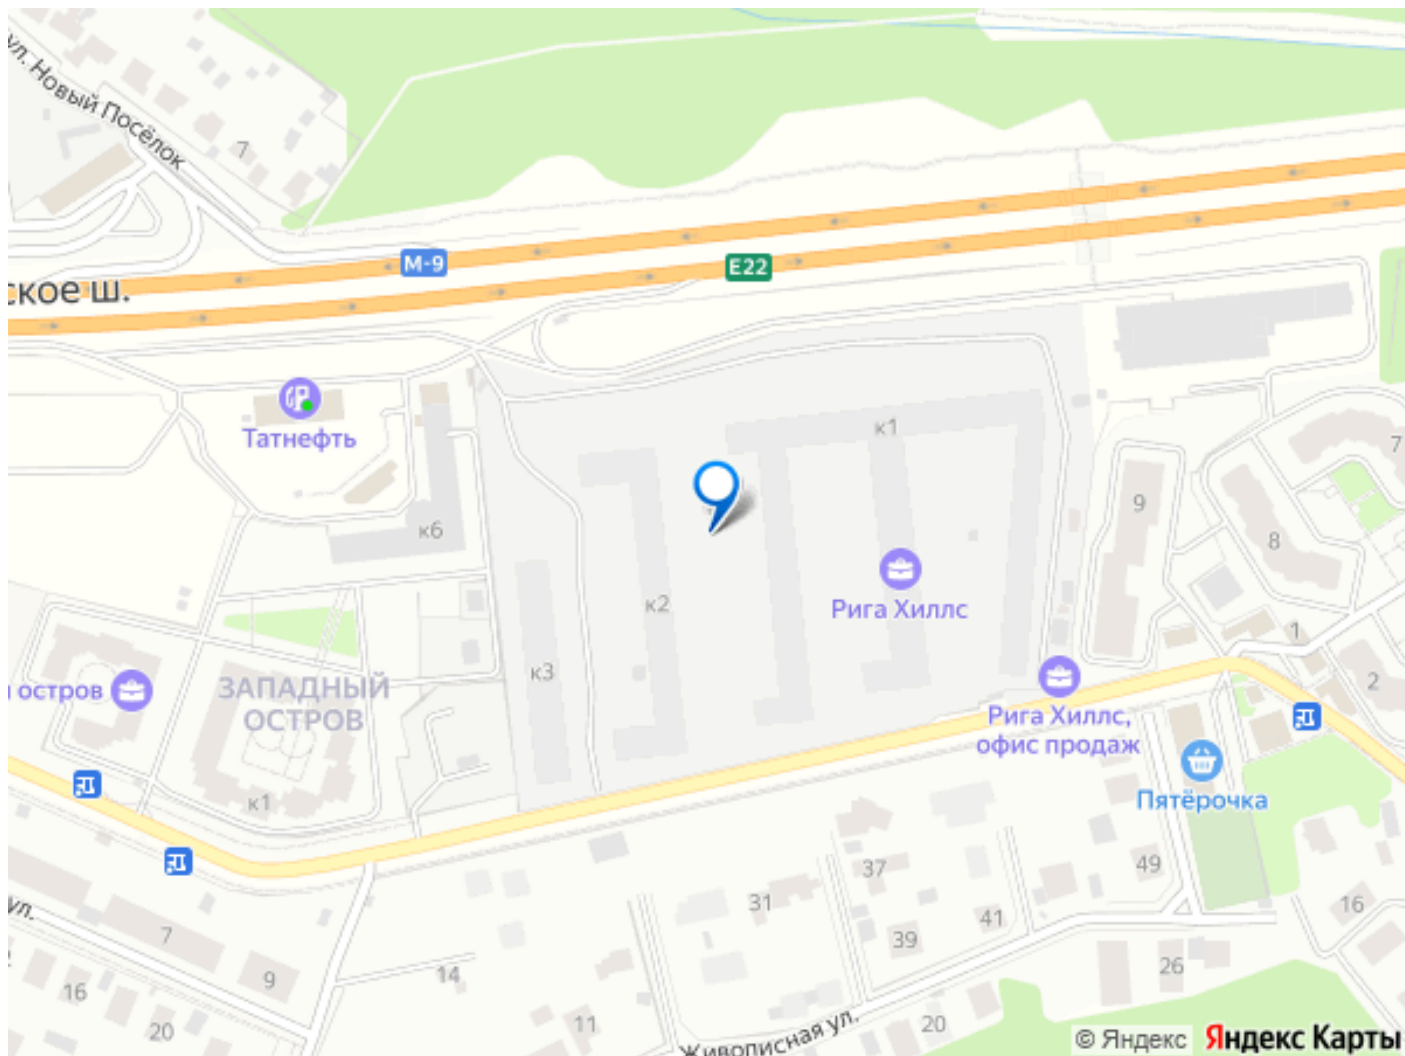 ул. Новый Посёлок
7
М-9
E22
ское ш.
Татнефть
к1
7
9
8
к6
Рига Хиллс
к2
к3
1
2
остров
ЗАПАДНЫЙ
ОСТРОВ
Рига Хиллс,
офис продаж
к1
Пятёрочка
37
49
31
41
39
16
ул.
7
9
14
26
16
20
11
20
Живописная ул.
© Яндекс Яндекс Карты